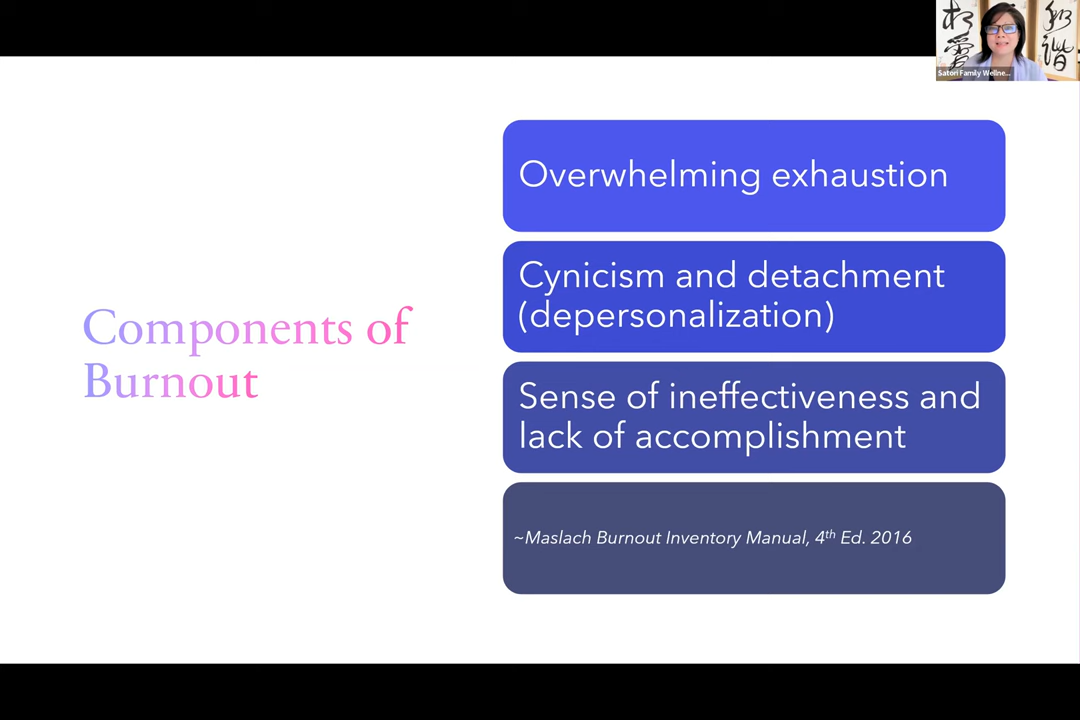 Satori Family Wellne...
Components of
Burnout
Overwhelming exhaustion
Cynicism and detachment
(depersonalization)
Sense of ineffectiveness and
lack of accomplishment
~Maslach Burnout Inventory Manual, 4th Ed. 2016